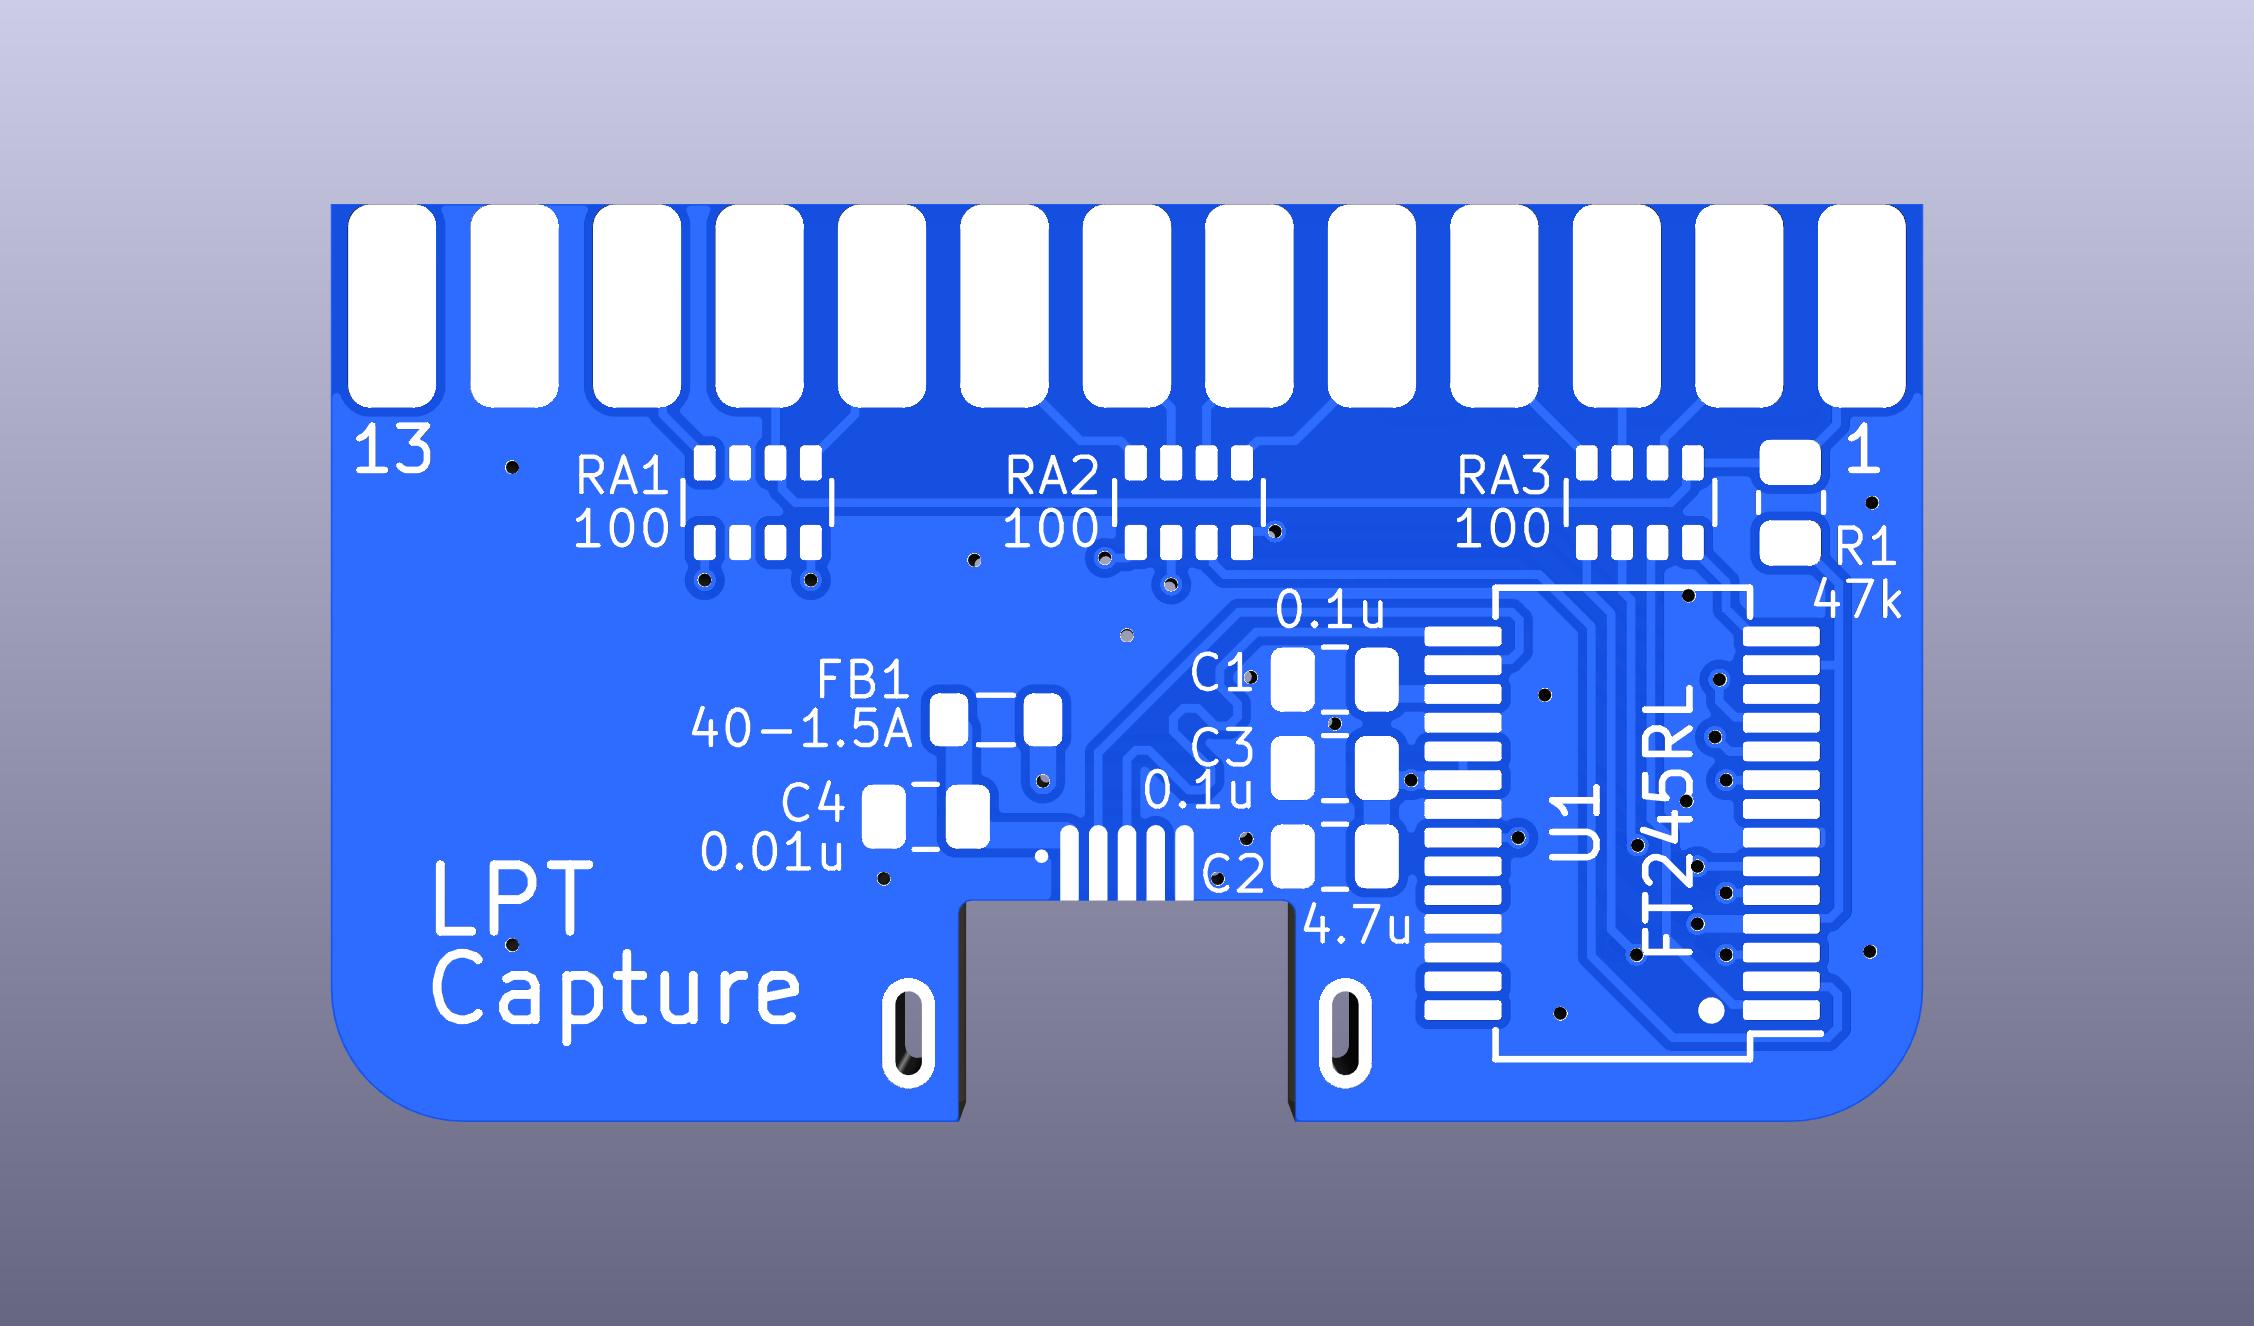 13
1
RA1
100
RA2
100
RA3
100
R1
47k
0.1u
C1
FB1
40-1.5A
C3
0.1u
C4
0.01u
C2
4.7u
U1
FT245RL
LPT
Capture